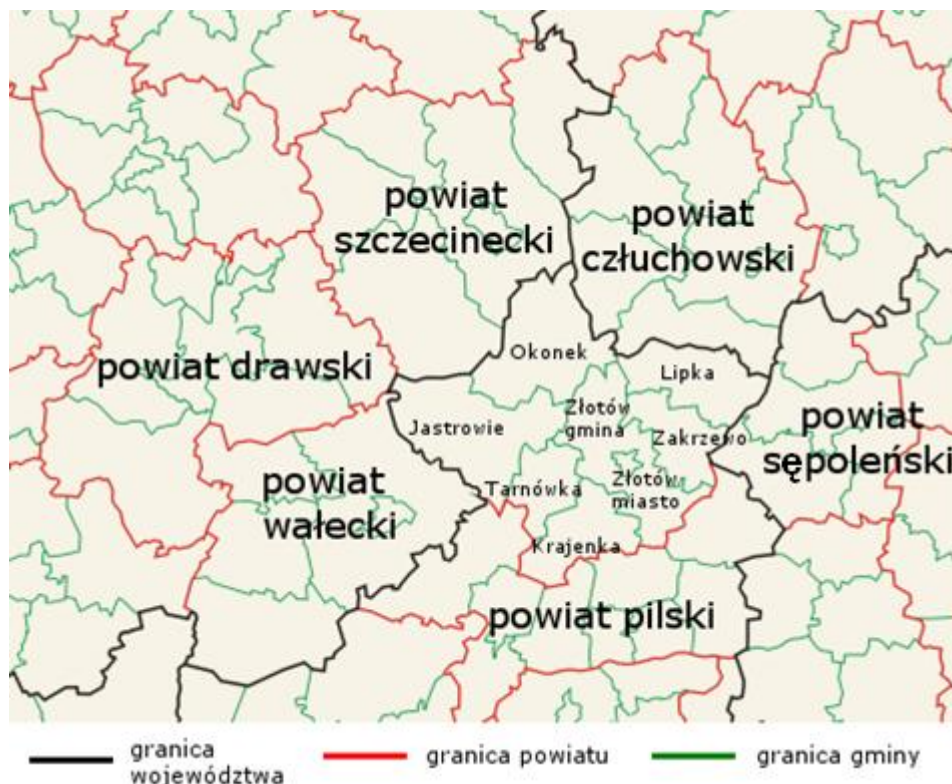 powiat
szczecinecki
powiat
człuchowski
powiat drawski
Okonek
Lipka
Jastrowie
Złotów
gmina
Zakrzewo
powiat
sępoleński
powiat
wałecki
Tarnówka
Złotów-
miasto
Krajenka
powiat pilski
granica
województwa
granica powiatu
granica gminy